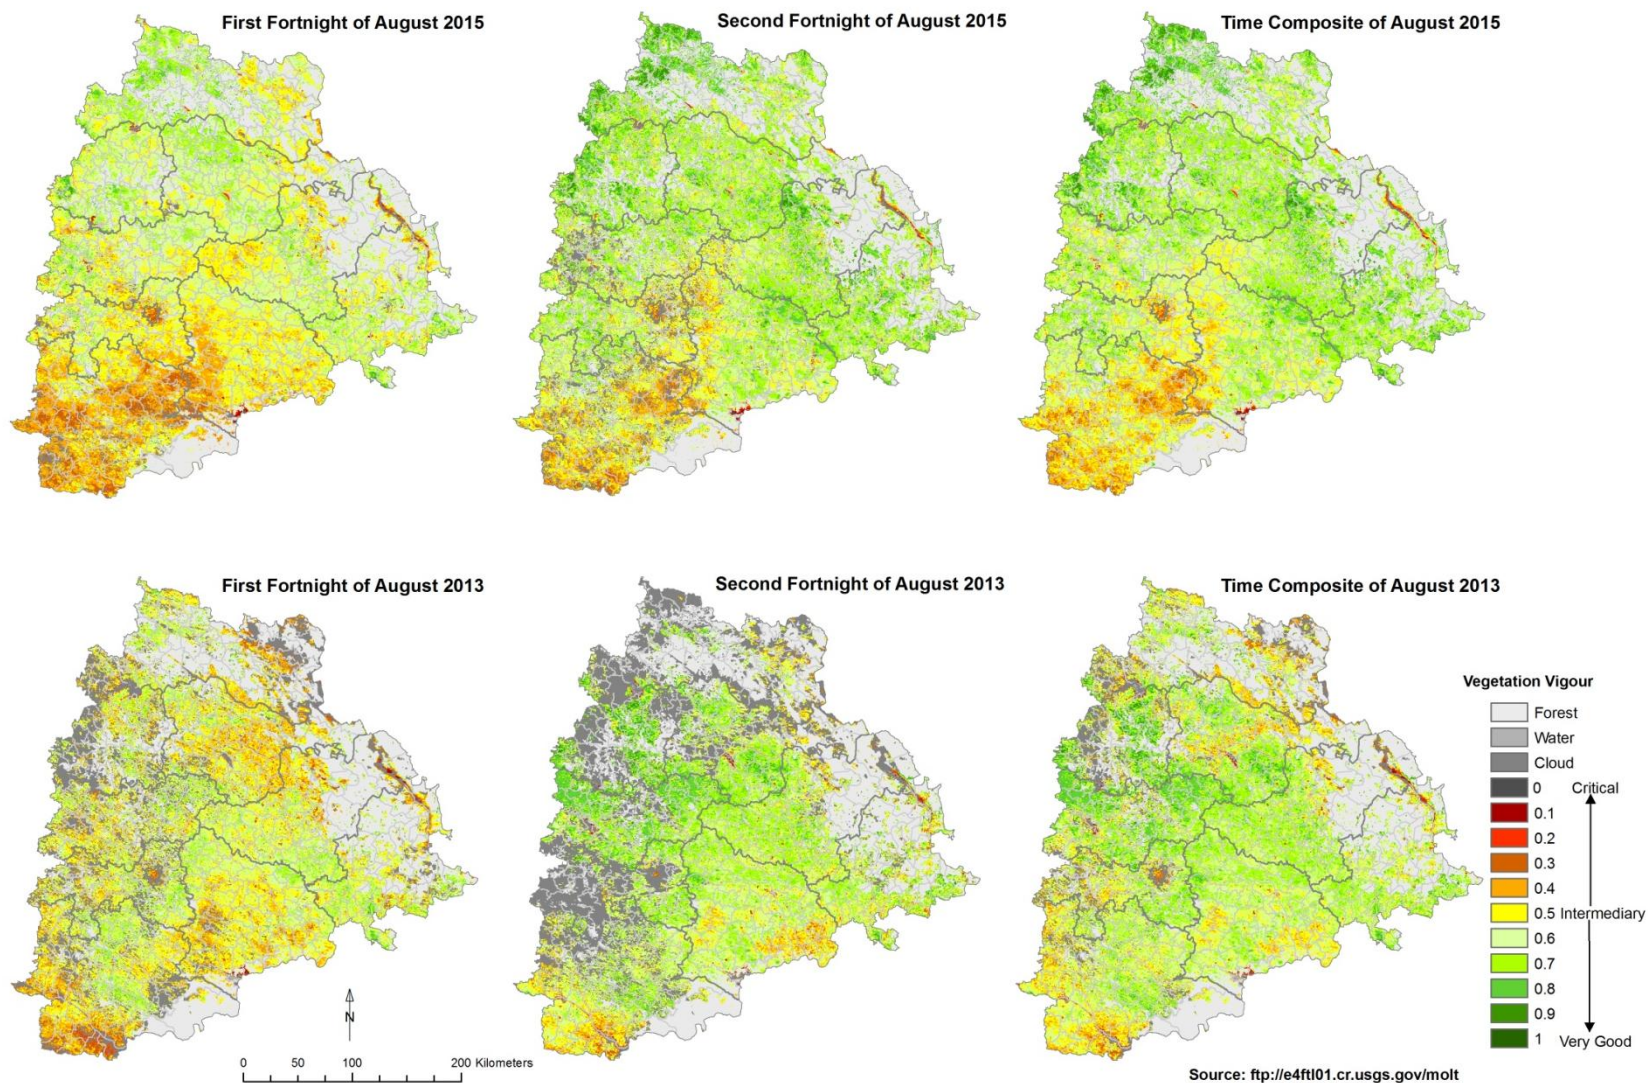 First Fortnight of August 2015
Second Fortnight of August 2015
Time Composite of August 2015
First Fortnight of August 2013
Second Fortnight of August 2013
Time Composite of August 2013
Vegetation Vigour
Forest
Water
Cloud
0 Critical
0.1
0.2
0.3
0.4
0.5 Intermediary
0.6
0.7
0.8
0.9
1 Very Good
N
0 50 100 200 Kilometers
Source: ftp://e4ftl01.cr.usgs.gov/molt